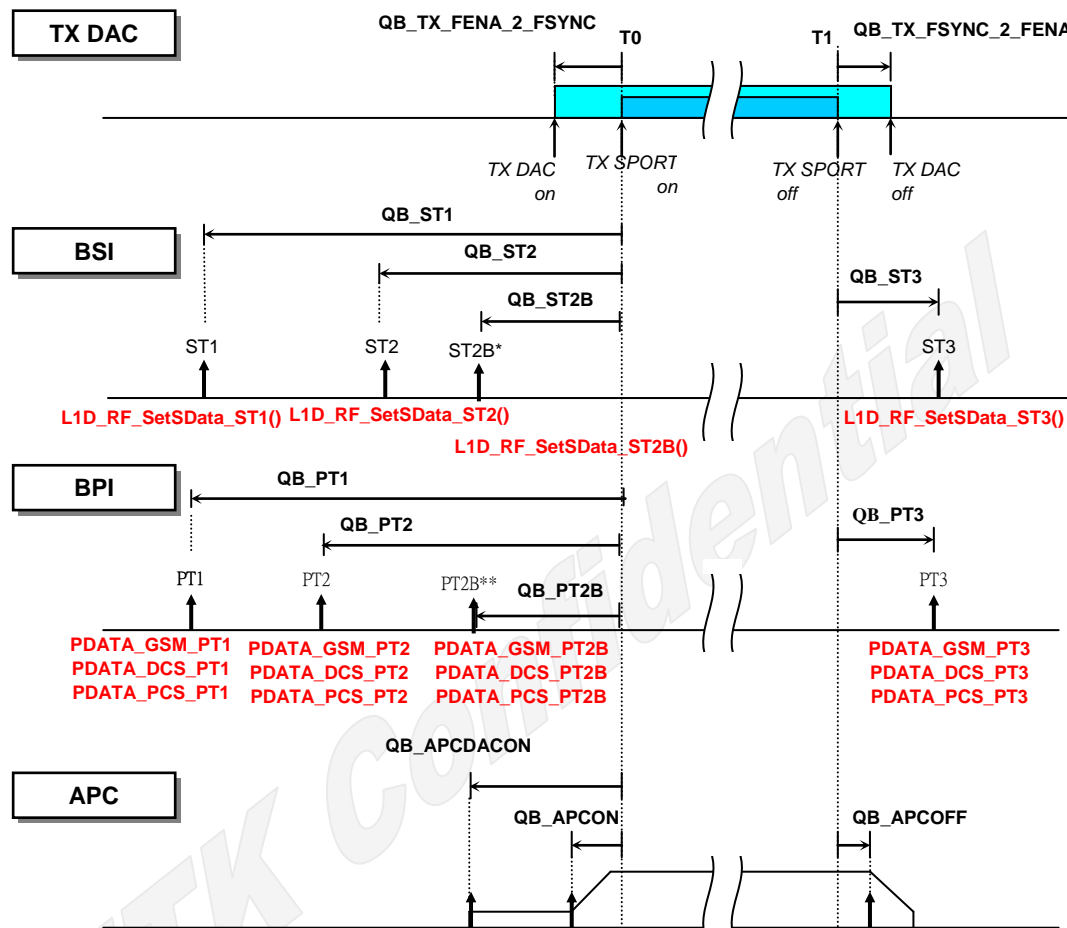 TX DAC
QB_TX_FENA_2_FSYNC
T0
T1
QB_TX_FSYNC_2_FENA
TX DAC
on
TX SPORT
on
TX SPORT
off
TX DAC
off
BSI
QB_ST1
QB_ST2
QB_ST2B
QB_ST3
ST1
ST2
ST2B*
ST3
L1D_RF_SetSData_ST1()
L1D_RF_SetSData_ST2()
L1D_RF_SetSData_ST2B()
L1D_RF_SetSData_ST3()
BPI
QB_PT1
QB_PT2
QB_PT2B
QB_PT3
PT1
PT2
PT2B**
PT3
PDATA_GSM_PT1
PDATA_DCS_PT1
PDATA_PCS_PT1
PDATA_GSM_PT2
PDATA_DCS_PT2
PDATA_PCS_PT2
PDATA_GSM_PT2B
PDATA_DCS_PT2B
PDATA_PCS_PT2B
PDATA_GSM_PT3
PDATA_DCS_PT3
PDATA_PCS_PT3
APC
QB_APCDACON
QB_APCON
QB_APCOFF
TK Confidential